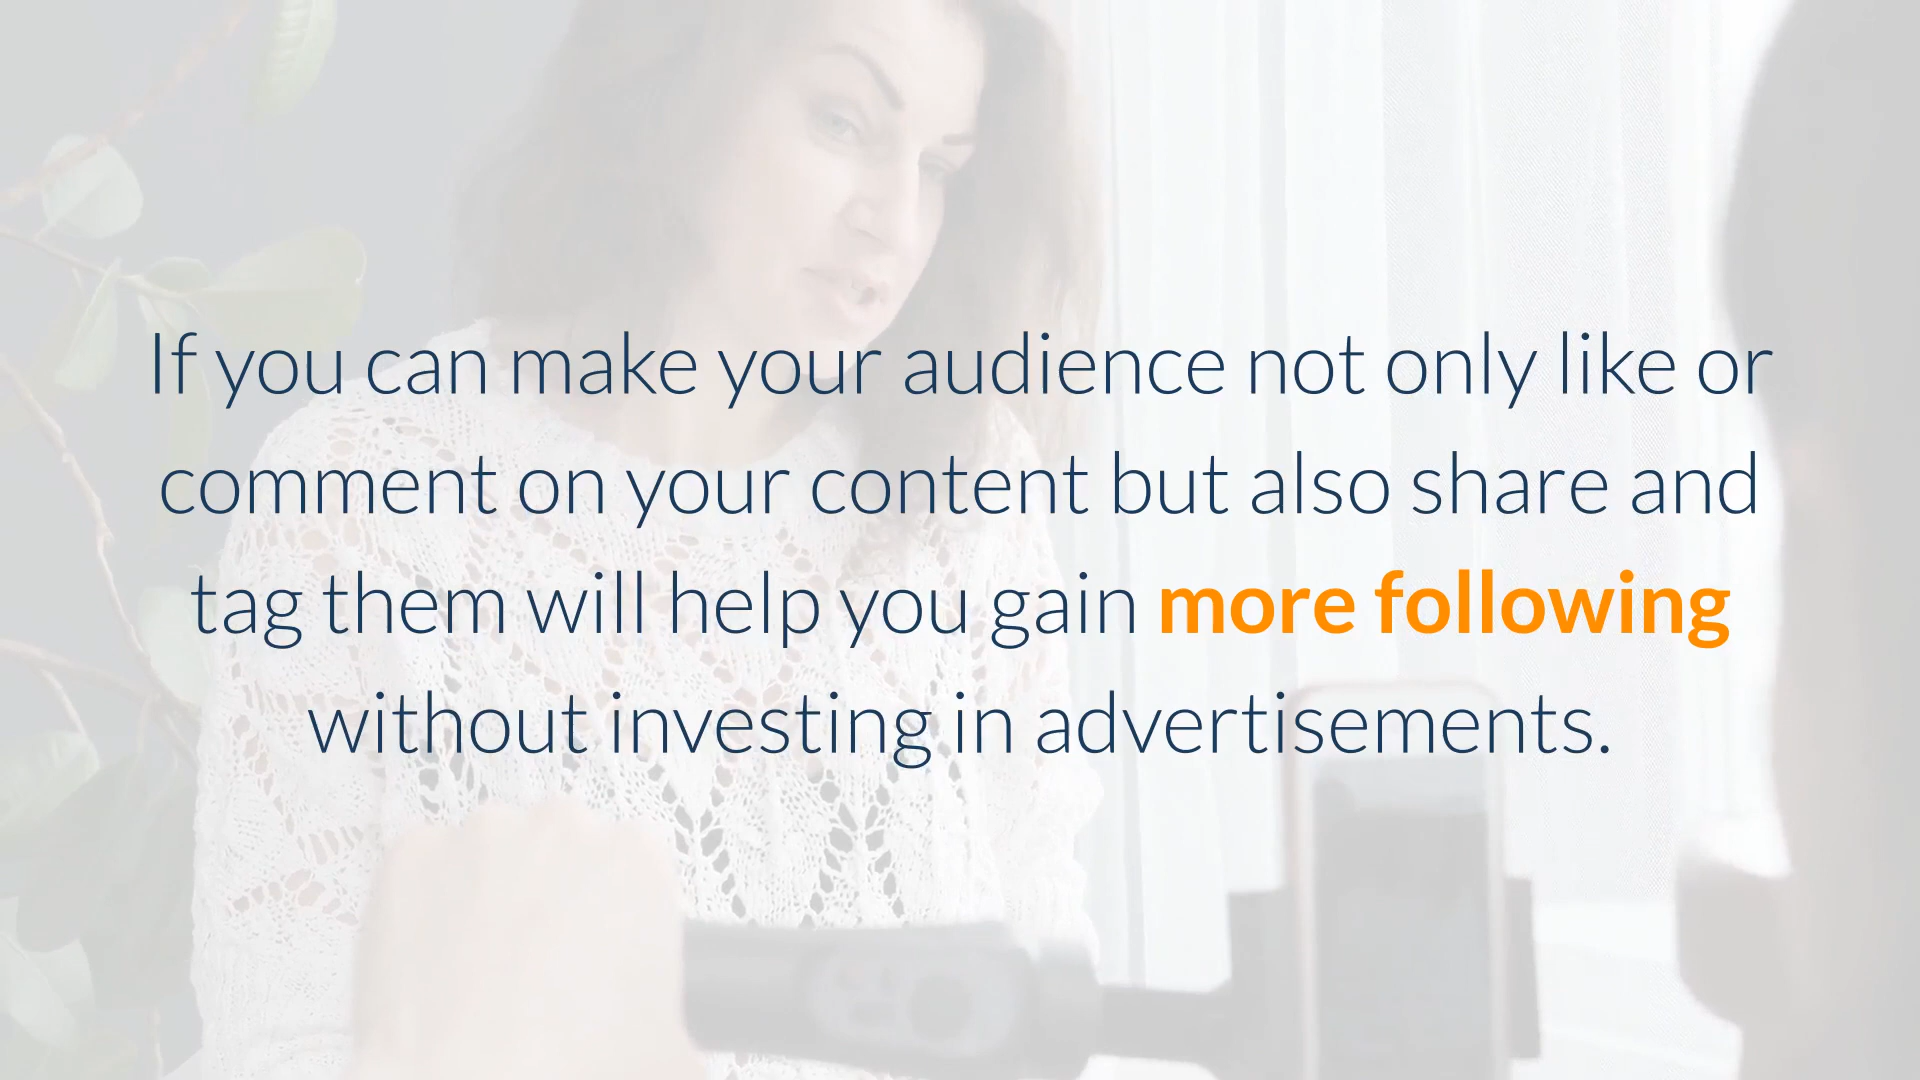 If you can make your audience not only like or
comment on your content but also share and
tag them will help you gain more following
without investing in advertisements.